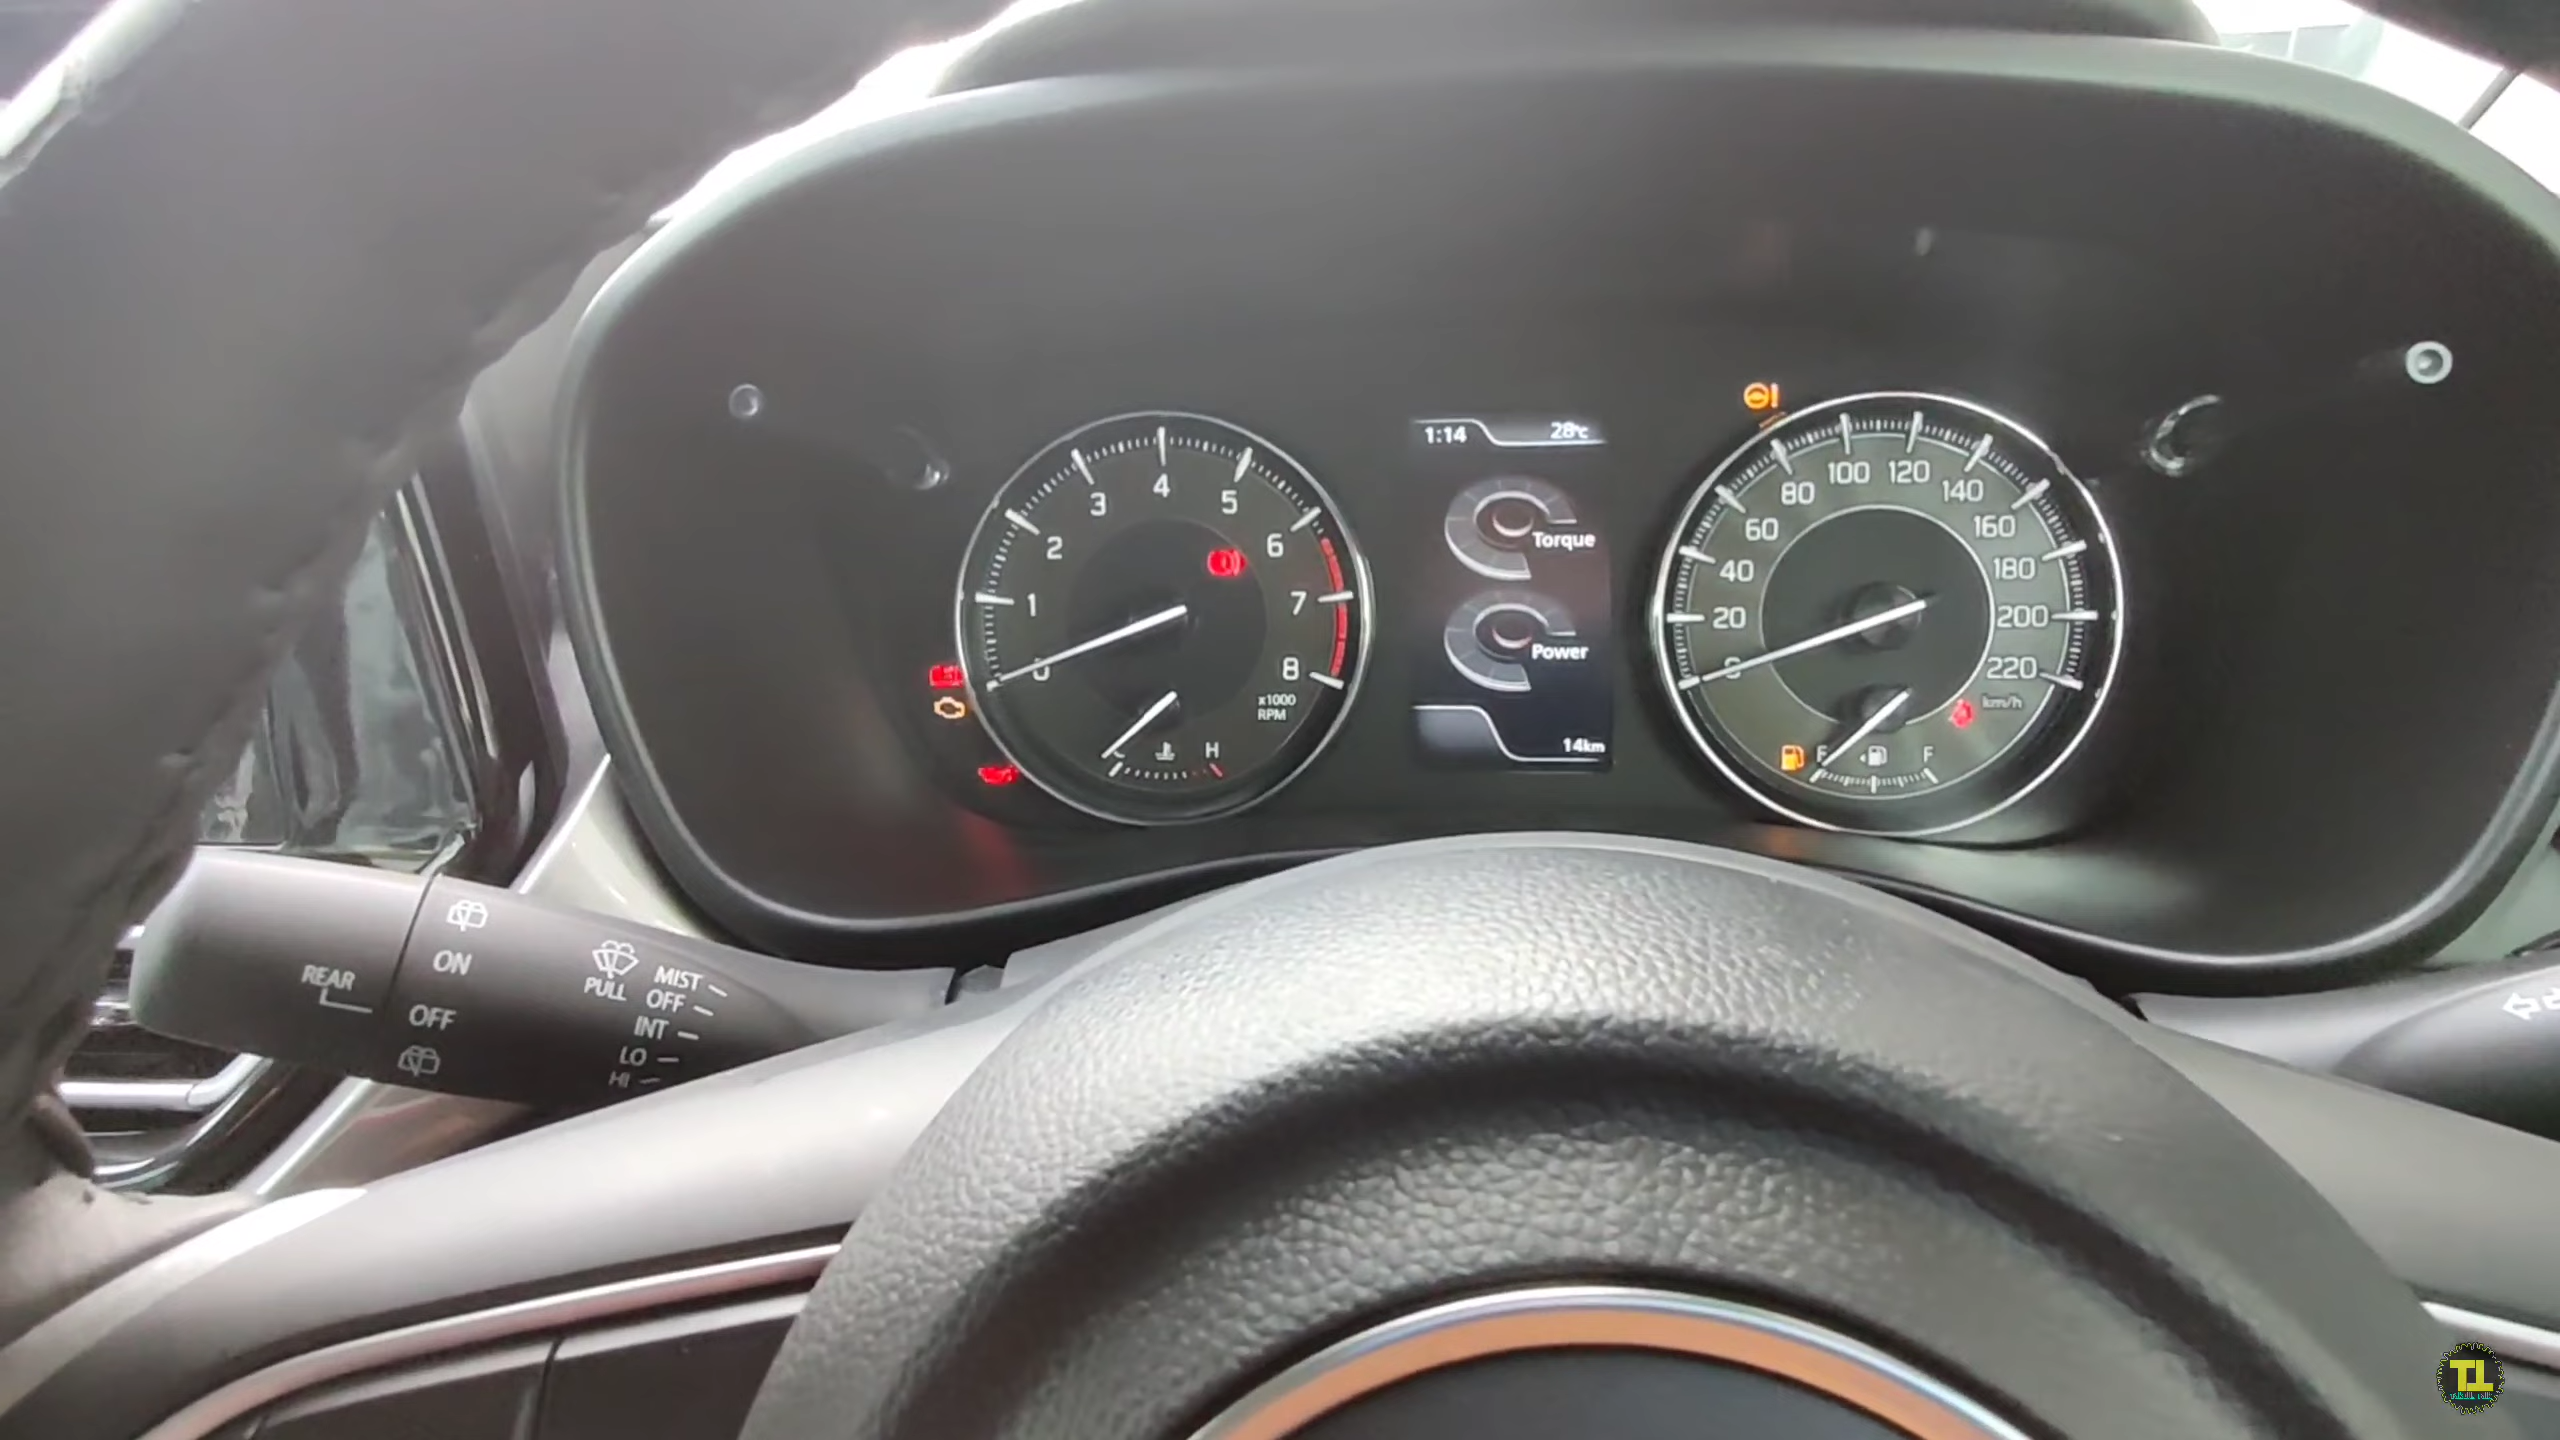 1:14 28°C
Torque
Power
14km
1
2
3
4
5
6
7
8
x1000
RPM
H
20
40
60
80
100
120
140
160
180
200
220
km/h
F
REAR
ON
OFF
PULL
MIST
OFF
INT
LO
HI
TT